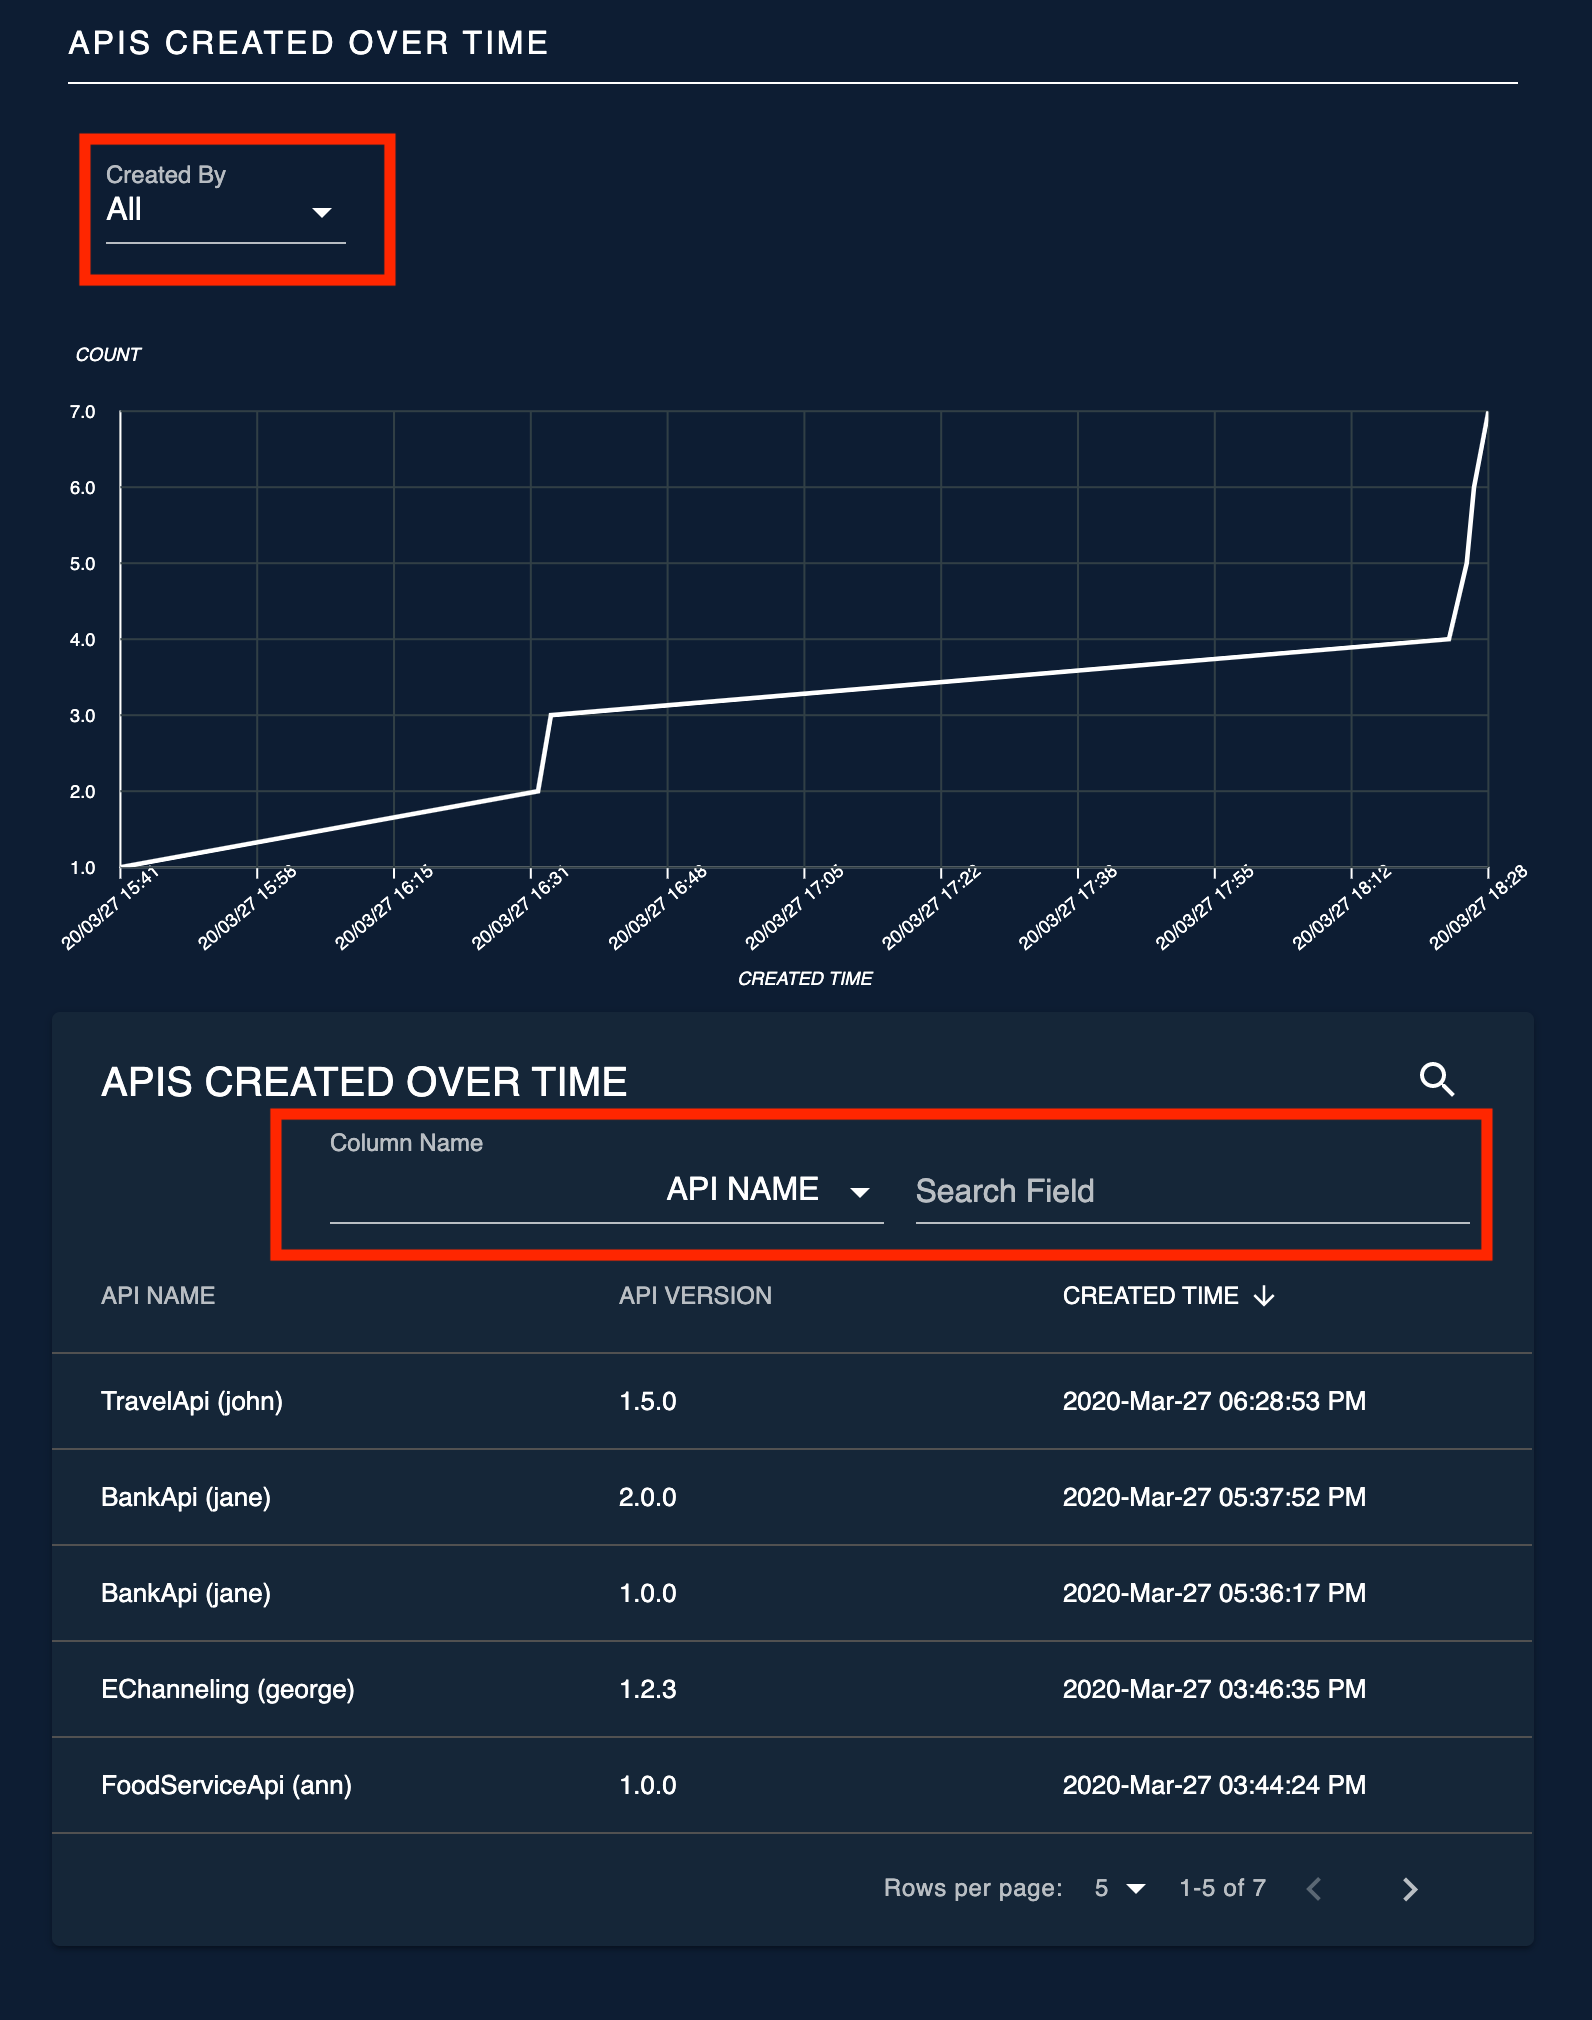 APIS CREATED OVER TIME
Created By
All
COUNT
7.0
6.0
5.0
4.0
3.0
2.0
1.0
20/03/27 15:41
20/03/27 15:58
20/03/27 16:15
20/03/27 16:31
20/03/27 16:48
20/03/27 17:05
20/03/27 17:22
20/03/27 17:38
20/03/27 17:55
20/03/27 18:12
20/03/27 18:28
CREATED TIME
APIS CREATED OVER TIME
Column Name
API NAME Search Field
API NAME API VERSION CREATED TIME
TravelApi (john) 1.5.0 2020-Mar-27 06:28:53 PM
BankApi (jane) 2.0.0 2020-Mar-27 05:37:52 PM
BankApi (jane) 1.0.0 2020-Mar-27 05:36:17 PM
EChanneling (george) 1.2.3 2020-Mar-27 03:46:35 PM
FoodServiceApi (ann) 1.0.0 2020-Mar-27 03:44:24 PM
Rows per page: 5 1-5 of 7